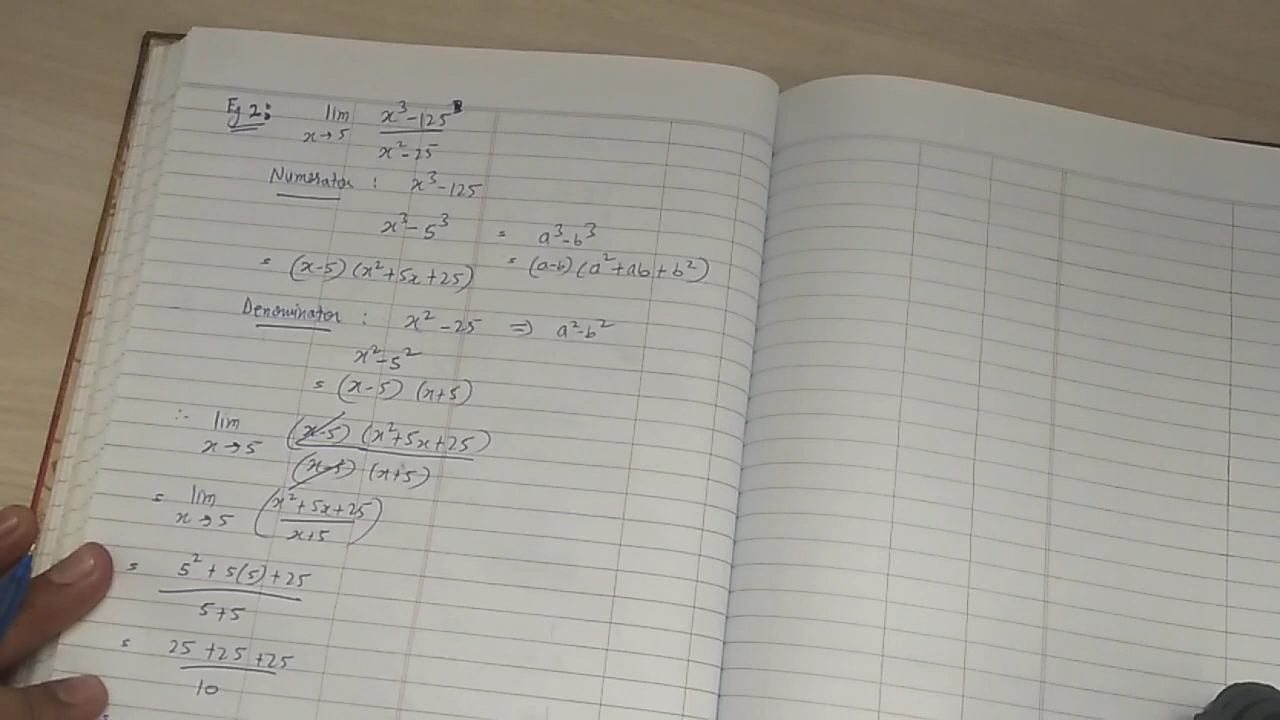 Eg 2: lim x→5 (x³-125)/(x²-25)
Numerator : x³-125
x³-5³ = a³-b³
= (x-5) (x²+5x+25) = (a-b) (a²+ab+b²)
Denominator : x²-25 ⇒ a²-b²
x²-5²
= (x-5) (x+5)
∴ lim x→5 (x-5) (x²+5x+25) / (x-5) (x+5)
= lim x→5 ((x²+5x+25)/(x+5))
= (5²+5(5)+25)/(5+5)
= (25+25+25)/10